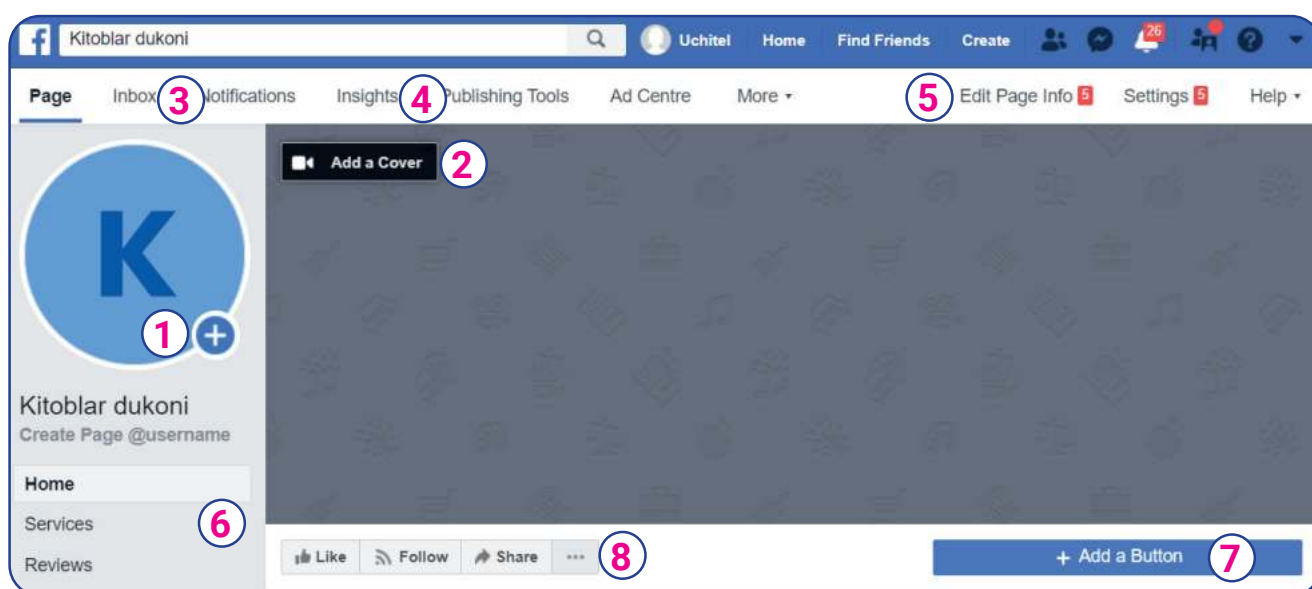 f Kitoblar dukoni Uchitel Home Find Friends Create 26
Page Inbox 3 Notifications Insights 4 Publishing Tools Ad Centre More 5 Edit Page Info 5 Settings 5 Help
Add a Cover 2
K
1 +
Kitoblar dukoni
Create Page @username
Home
Services 6
Reviews
Like Follow Share ... 8 + Add a Button 7